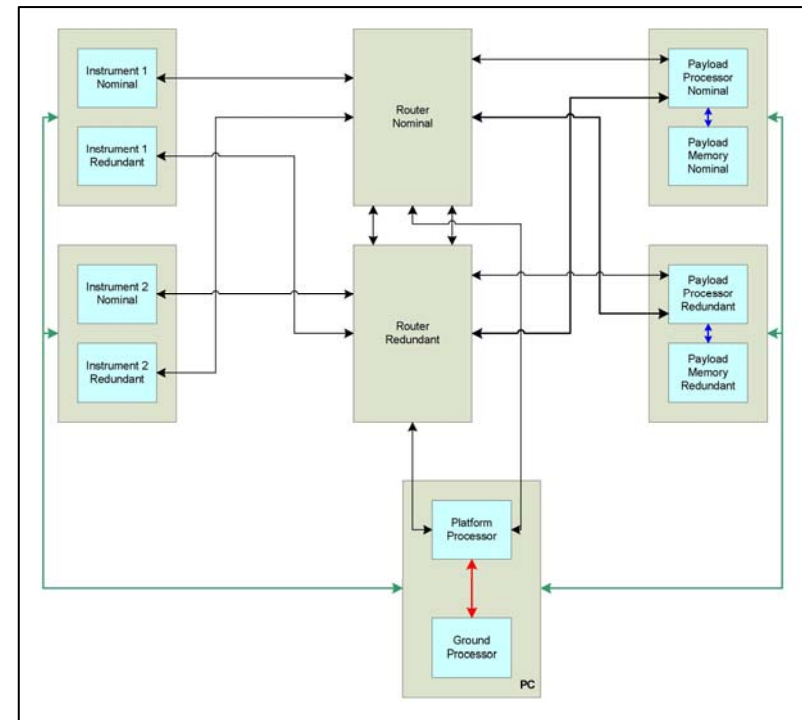 Instrument 1
Nominal
Instrument 1
Redundant
Router
Nominal
Payload
Processor
Nominal
Payload
Memory
Nominal
Instrument 2
Nominal
Instrument 2
Redundant
Router
Redundant
Payload
Processor
Redundant
Payload
Memory
Redundant
Platform
Processor
Ground
Processor
PC